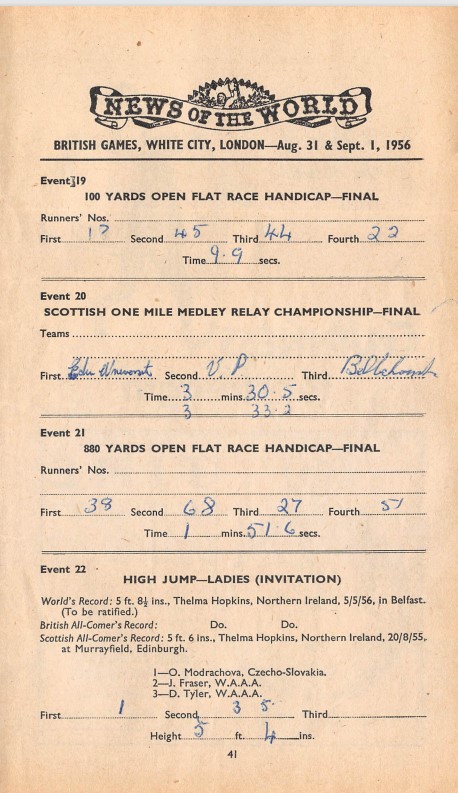 NEWS OF THE WORLD
BRITISH GAMES, WHITE CITY, LONDON—Aug. 31 & Sept. 1, 1956
Event 19
100 YARDS OPEN FLAT RACE HANDICAP—FINAL
Runners' Nos.
First Second 45 Third 44 Fourth 22
Time 9.9 secs.
Event 20
SCOTTISH ONE MILE MEDLEY RELAY CHAMPIONSHIP—FINAL
Teams
First Second V. P Third
Time 3 mins. 30.5 secs.
3 33.2
Event 21
880 YARDS OPEN FLAT RACE HANDICAP—FINAL
Runners' Nos.
First 38 Second 68 Third 27 Fourth 51
Time 1 mins. 51.6 secs.
Event 22
HIGH JUMP—LADIES (INVITATION)
World's Record: 5 ft. 8½ ins., Thelma Hopkins, Northern Ireland, 5/5/56, in Belfast.
(To be ratified.)
British All-Comer's Record: Do. Do.
Scottish All-Comer's Record: 5 ft. 6 ins., Thelma Hopkins, Northern Ireland, 20/8/55,
at Murrayfield, Edinburgh.
1—O. Modrachova, Czecho-Slovakia.
2—J. Fraser, W.A.A.A.
3—D. Tyler, W.A.A.A.
First 1 Second 3 5 Third
Height 5 ft. 4 ins.
41